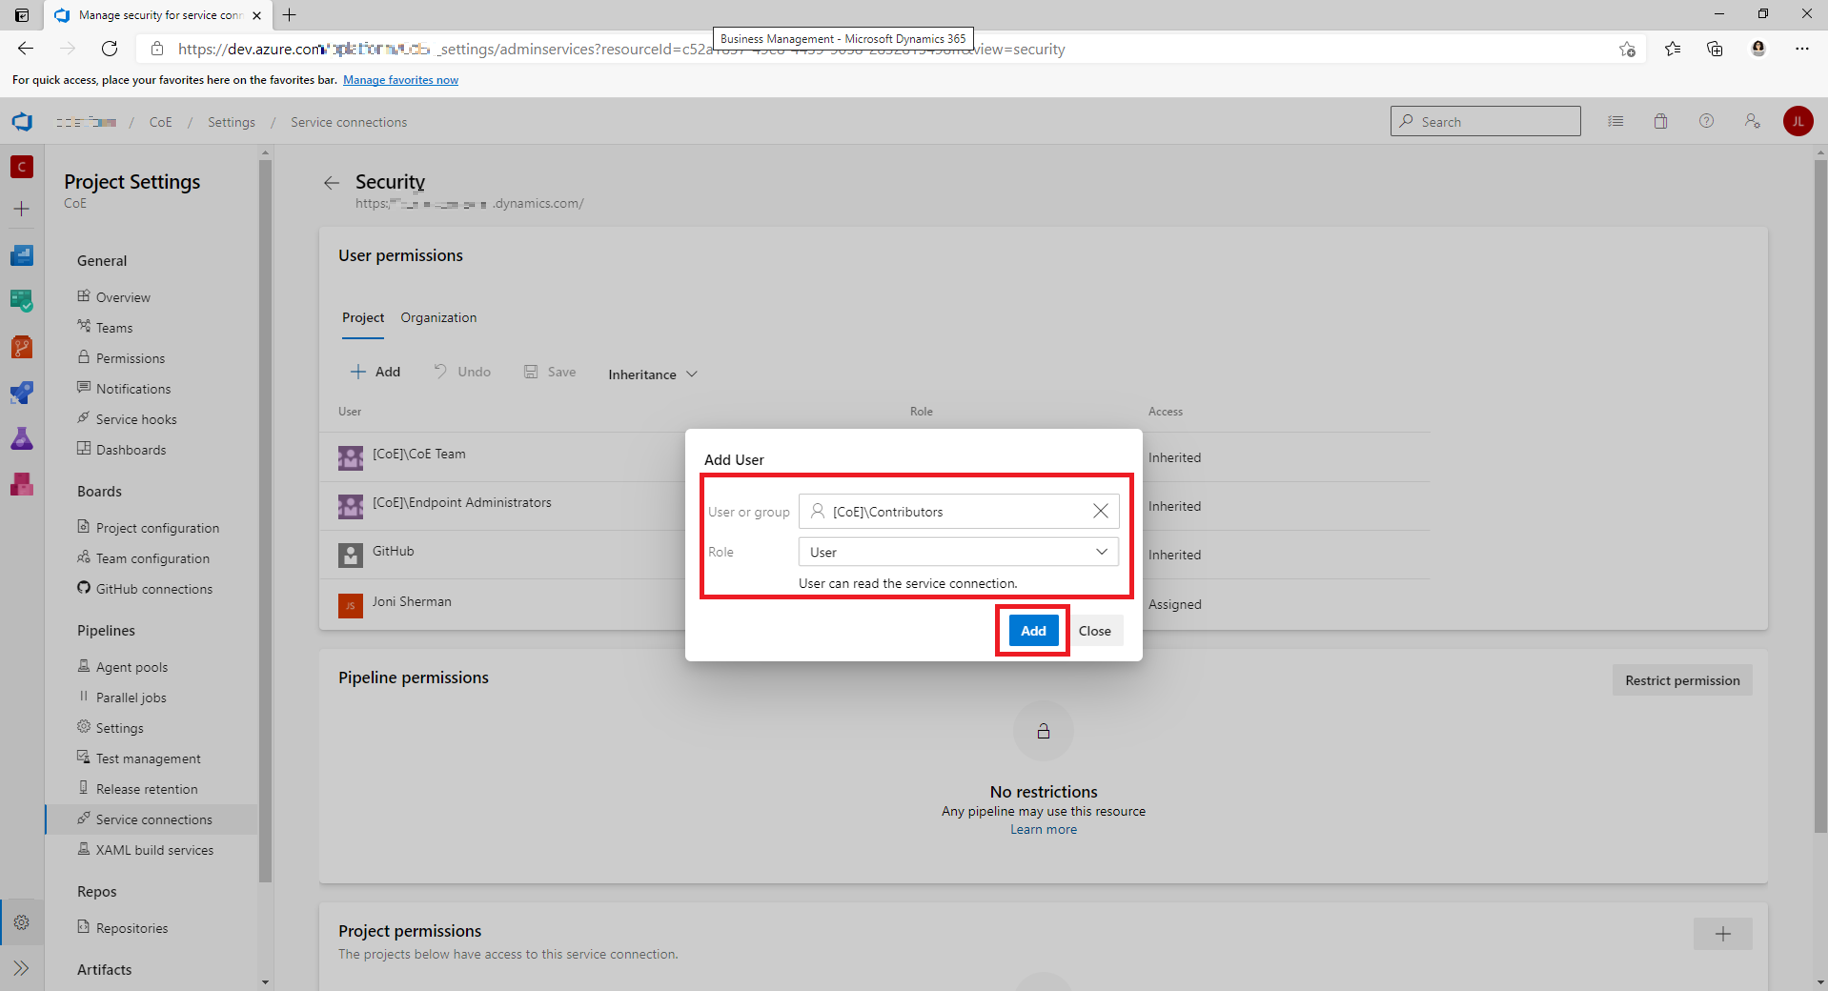 Manage security for service conn
https://dev.azure.com
_settings/adminservices?resourceId=
view=security
Business Management - Microsoft Dynamics 365
For quick access, place your favorites here on the favorites bar. Manage favorites now
/ CoE / Settings / Service connections
Search
JL
C
Project Settings
CoE
General
Overview
Teams
Permissions
Notifications
Service hooks
Dashboards
Boards
Project configuration
Team configuration
GitHub connections
Pipelines
Agent pools
Parallel jobs
Settings
Test management
Release retention
Service connections
XAML build services
Repos
Repositories
Artifacts
Security
.dynamics.com/
User permissions
Project Organization
Add Undo Save Inheritance
User Role Access
[CoE]\CoE Team Inherited
[CoE]\Endpoint Administrators Inherited
GitHub Inherited
JS Joni Sherman Assigned
Add User
User or group [CoE]\Contributors
Role User
User can read the service connection.
Add Close
Pipeline permissions
Restrict permission
No restrictions
Any pipeline may use this resource
Learn more
Project permissions
The projects below have access to this service connection.